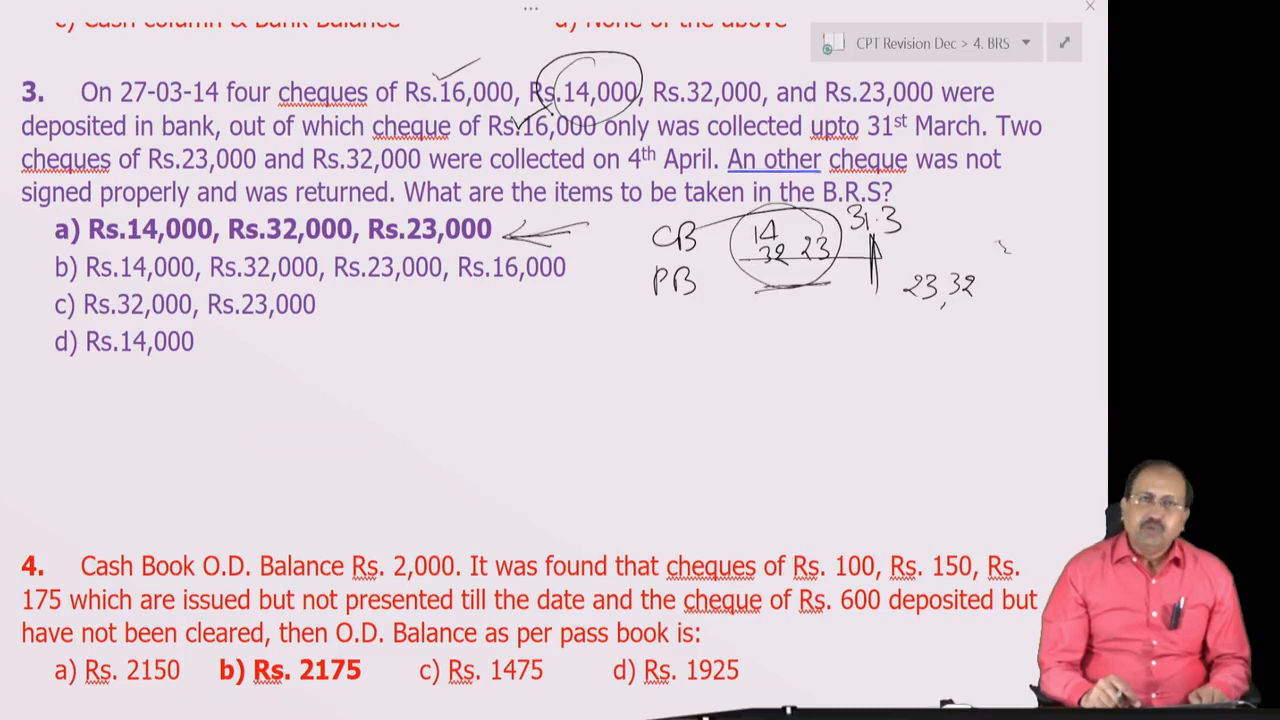 c) Cash column & Bank Balance d) None of the above
CPT Revision Dec > 4. BRS
3. On 27-03-14 four cheques of Rs.16,000, Rs.14,000, Rs.32,000, and Rs.23,000 were
deposited in bank, out of which cheque of Rs.16,000 only was collected upto 31st March. Two
cheques of Rs.23,000 and Rs.32,000 were collected on 4th April. An other cheque was not
signed properly and was returned. What are the items to be taken in the B.R.S?
a) Rs.14,000, Rs.32,000, Rs.23,000
b) Rs.14,000, Rs.32,000, Rs.23,000, Rs.16,000
c) Rs.32,000, Rs.23,000
d) Rs.14,000
31.3
CB 14
32 23
PB 23,32
4. Cash Book O.D. Balance Rs. 2,000. It was found that cheques of Rs. 100, Rs. 150, Rs.
175 which are issued but not presented till the date and the cheque of Rs. 600 deposited but
have not been cleared, then O.D. Balance as per pass book is:
a) Rs. 2150 b) Rs. 2175 c) Rs. 1475 d) Rs. 1925